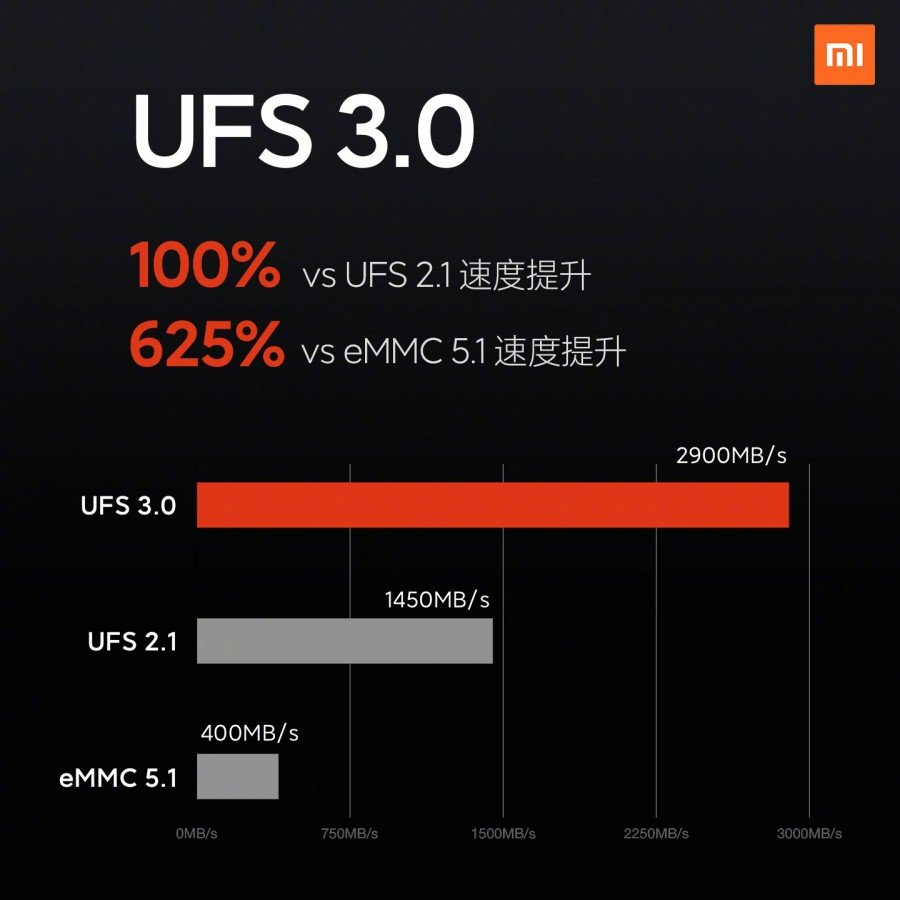 mi
UFS 3.0
100% vs UFS 2.1 速度提升
625% vs eMMC 5.1 速度提升
2900MB/s
UFS 3.0
1450MB/s
UFS 2.1
400MB/s
eMMC 5.1
0MB/s 750MB/s 1500MB/s 2250MB/s 3000MB/s